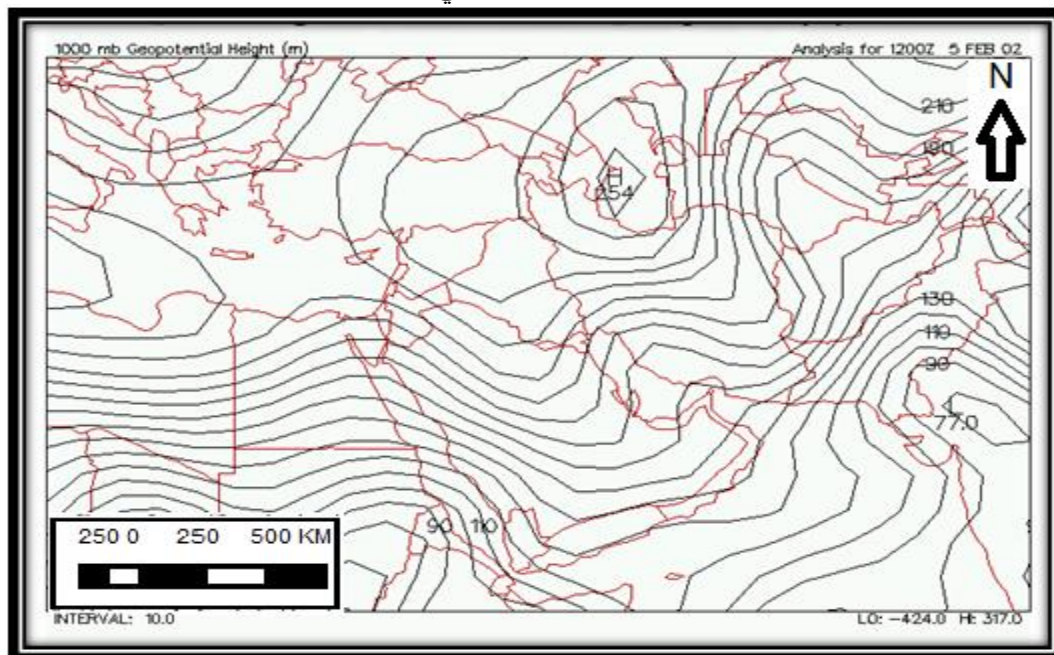 1000 mb Geopotential Height (m)
Analysis for 1200Z 5 FEB 02
N
210
190
H
254
130
110
90
L
77.0
90 110
250 0 250 500 KM
INTERVAL: 10.0
LO: -424.0 HI: 317.0